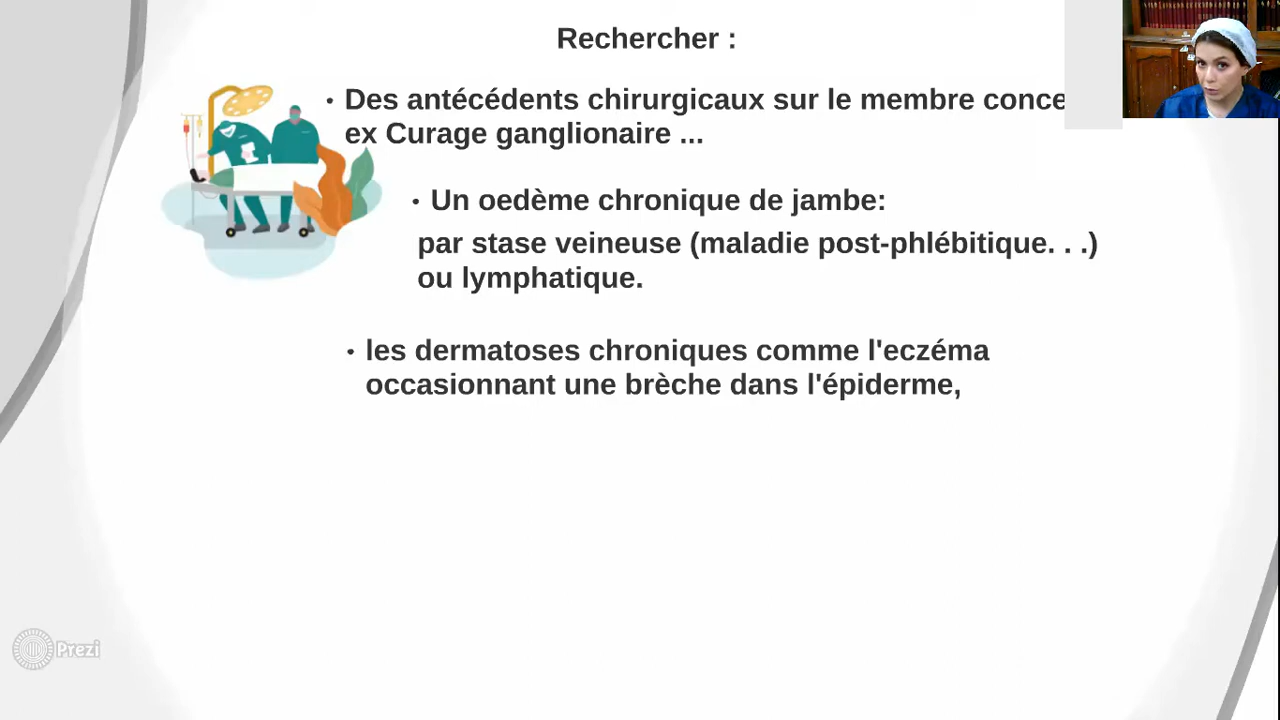 Rechercher :
• Des antécédents chirurgicaux sur le membre
ex Curage ganglionaire ...
• Un oedème chronique de jambe:
par stase veineuse (maladie post-phlébitique. . .)
ou lymphatique.
• les dermatoses chroniques comme l'eczéma
occasionnant une brèche dans l'épiderme,
Prezi